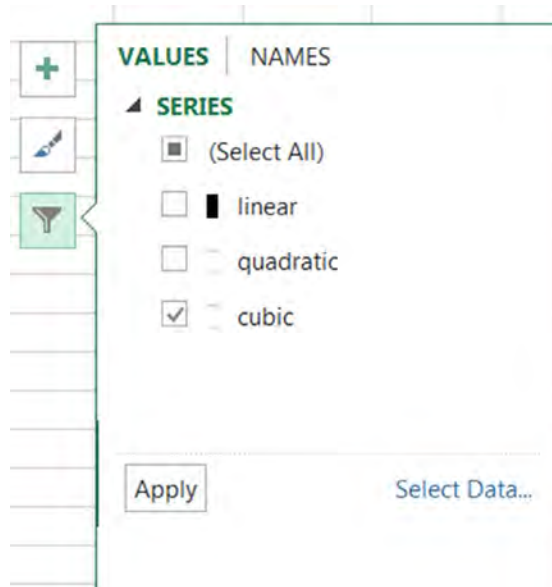 VALUES NAMES
SERIES
(Select All)
linear
quadratic
cubic
Apply Select Data...